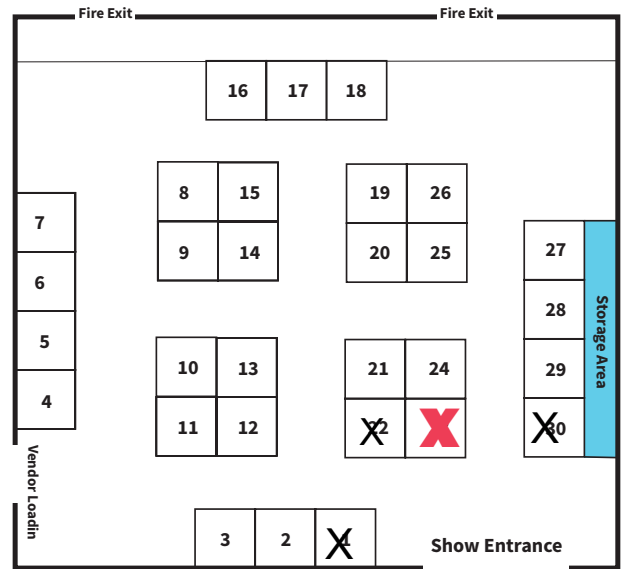 Fire Exit
Fire Exit
16 17 18
8 15
19 26
7
9 14
20 25
27
6
28
Storage Area
5
10 13
21 24
29
4
11 12
X 22
X
X 30
Vendor Loadin
3 2 X 1
Show Entrance